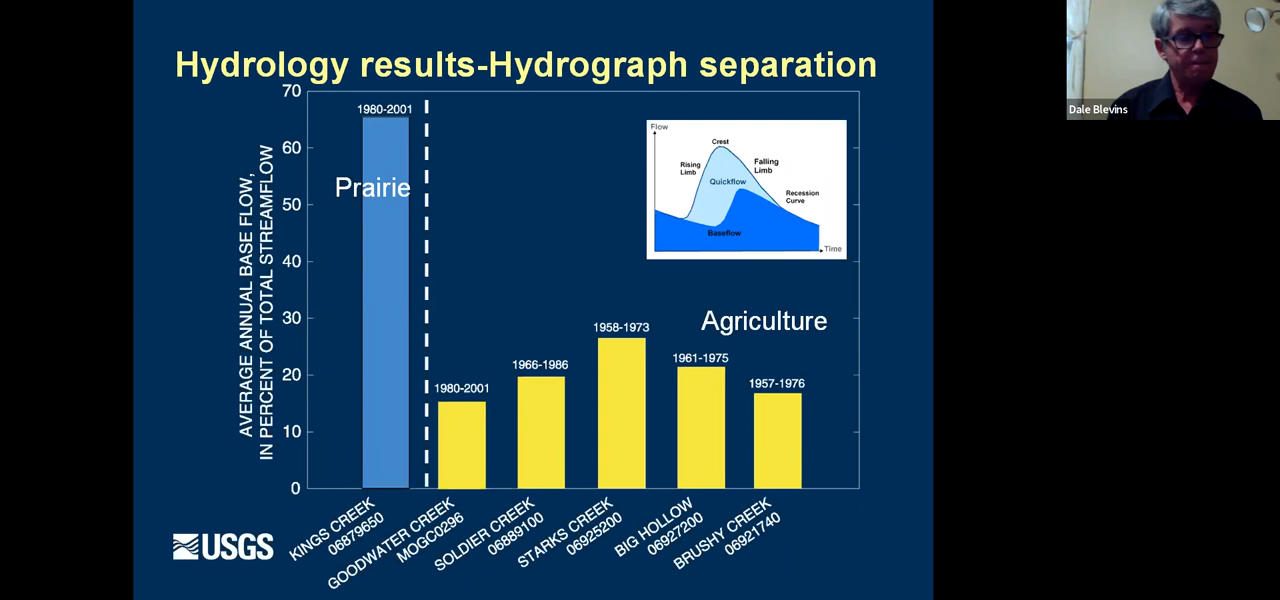 Hydrology results-Hydrograph separation
AVERAGE ANNUAL BASE FLOW,
IN PERCENT OF TOTAL STREAMFLOW
70
60
50
40
30
20
10
0
1980-2001
Prairie
1980-2001
1966-1986
1958-1973
1961-1975
1957-1976
Agriculture
Flow
Crest
Rising
Limb
Falling
Limb
Quickflow
Recession
Curve
Baseflow
Time
KINGS CREEK
06879650
GOODWATER CREEK
MOGC0296
SOLDIER CREEK
06889100
STARKS CREEK
06925200
BIG HOLLOW
06927200
BRUSHY CREEK
06921740
USGS
Dale Blevins